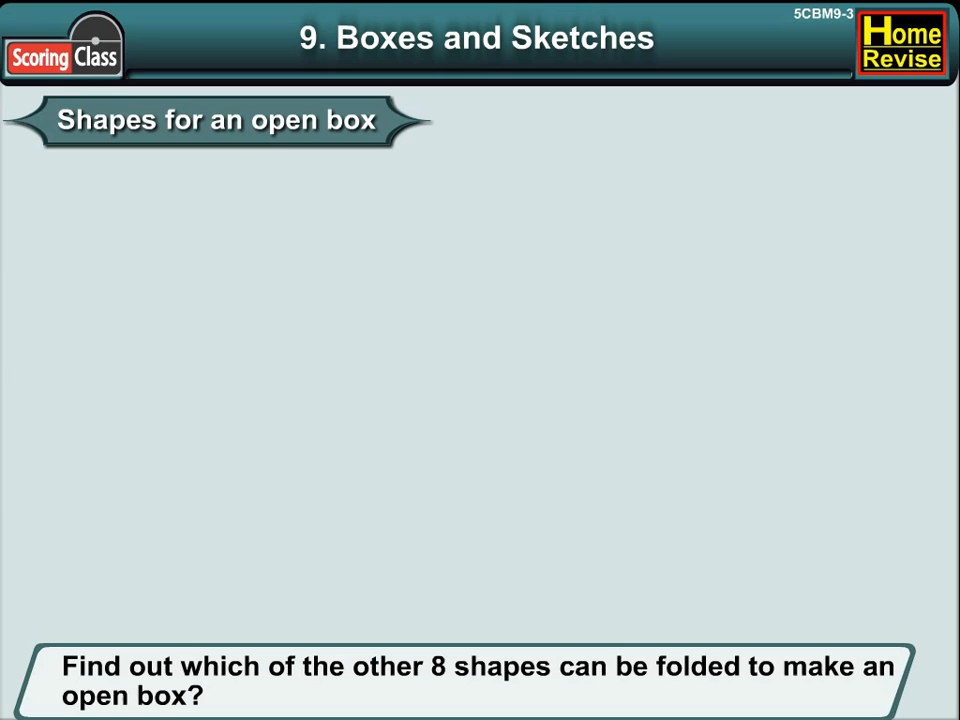 5CBM9-3
9. Boxes and Sketches
Scoring Class
Home
Revise
Shapes for an open box
Find out which of the other 8 shapes can be folded to make an
open box?